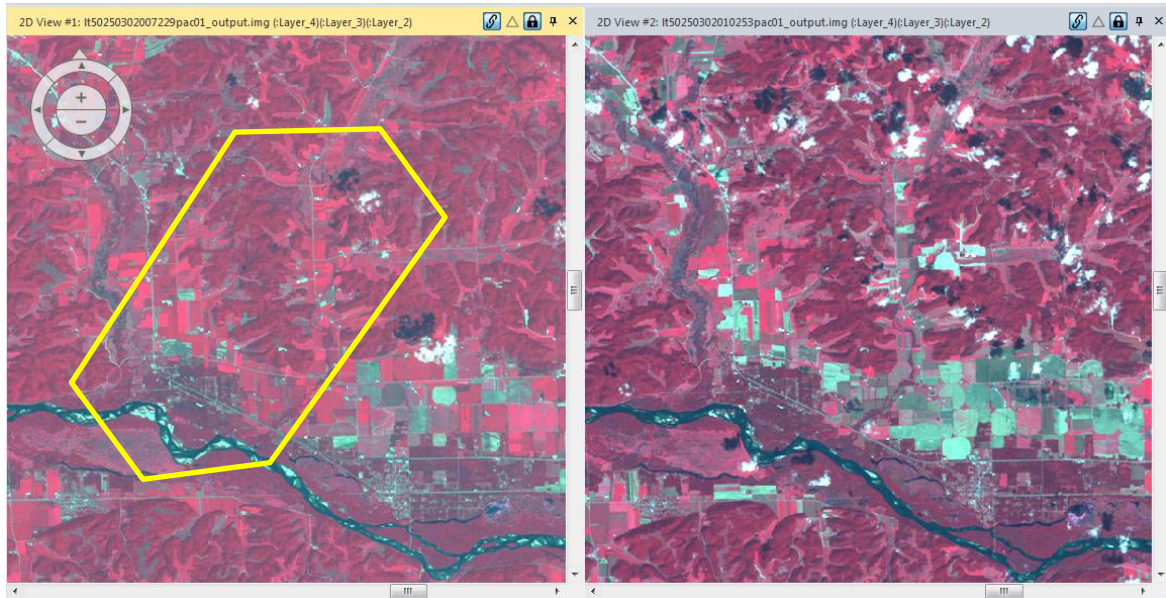 2D View #1: lt50250302007229pac01_output.img (:Layer_4)(:Layer_3)(:Layer_2)
2D View #2: lt50250302010253pac01_output.img (:Layer_4)(:Layer_3)(:Layer_2)